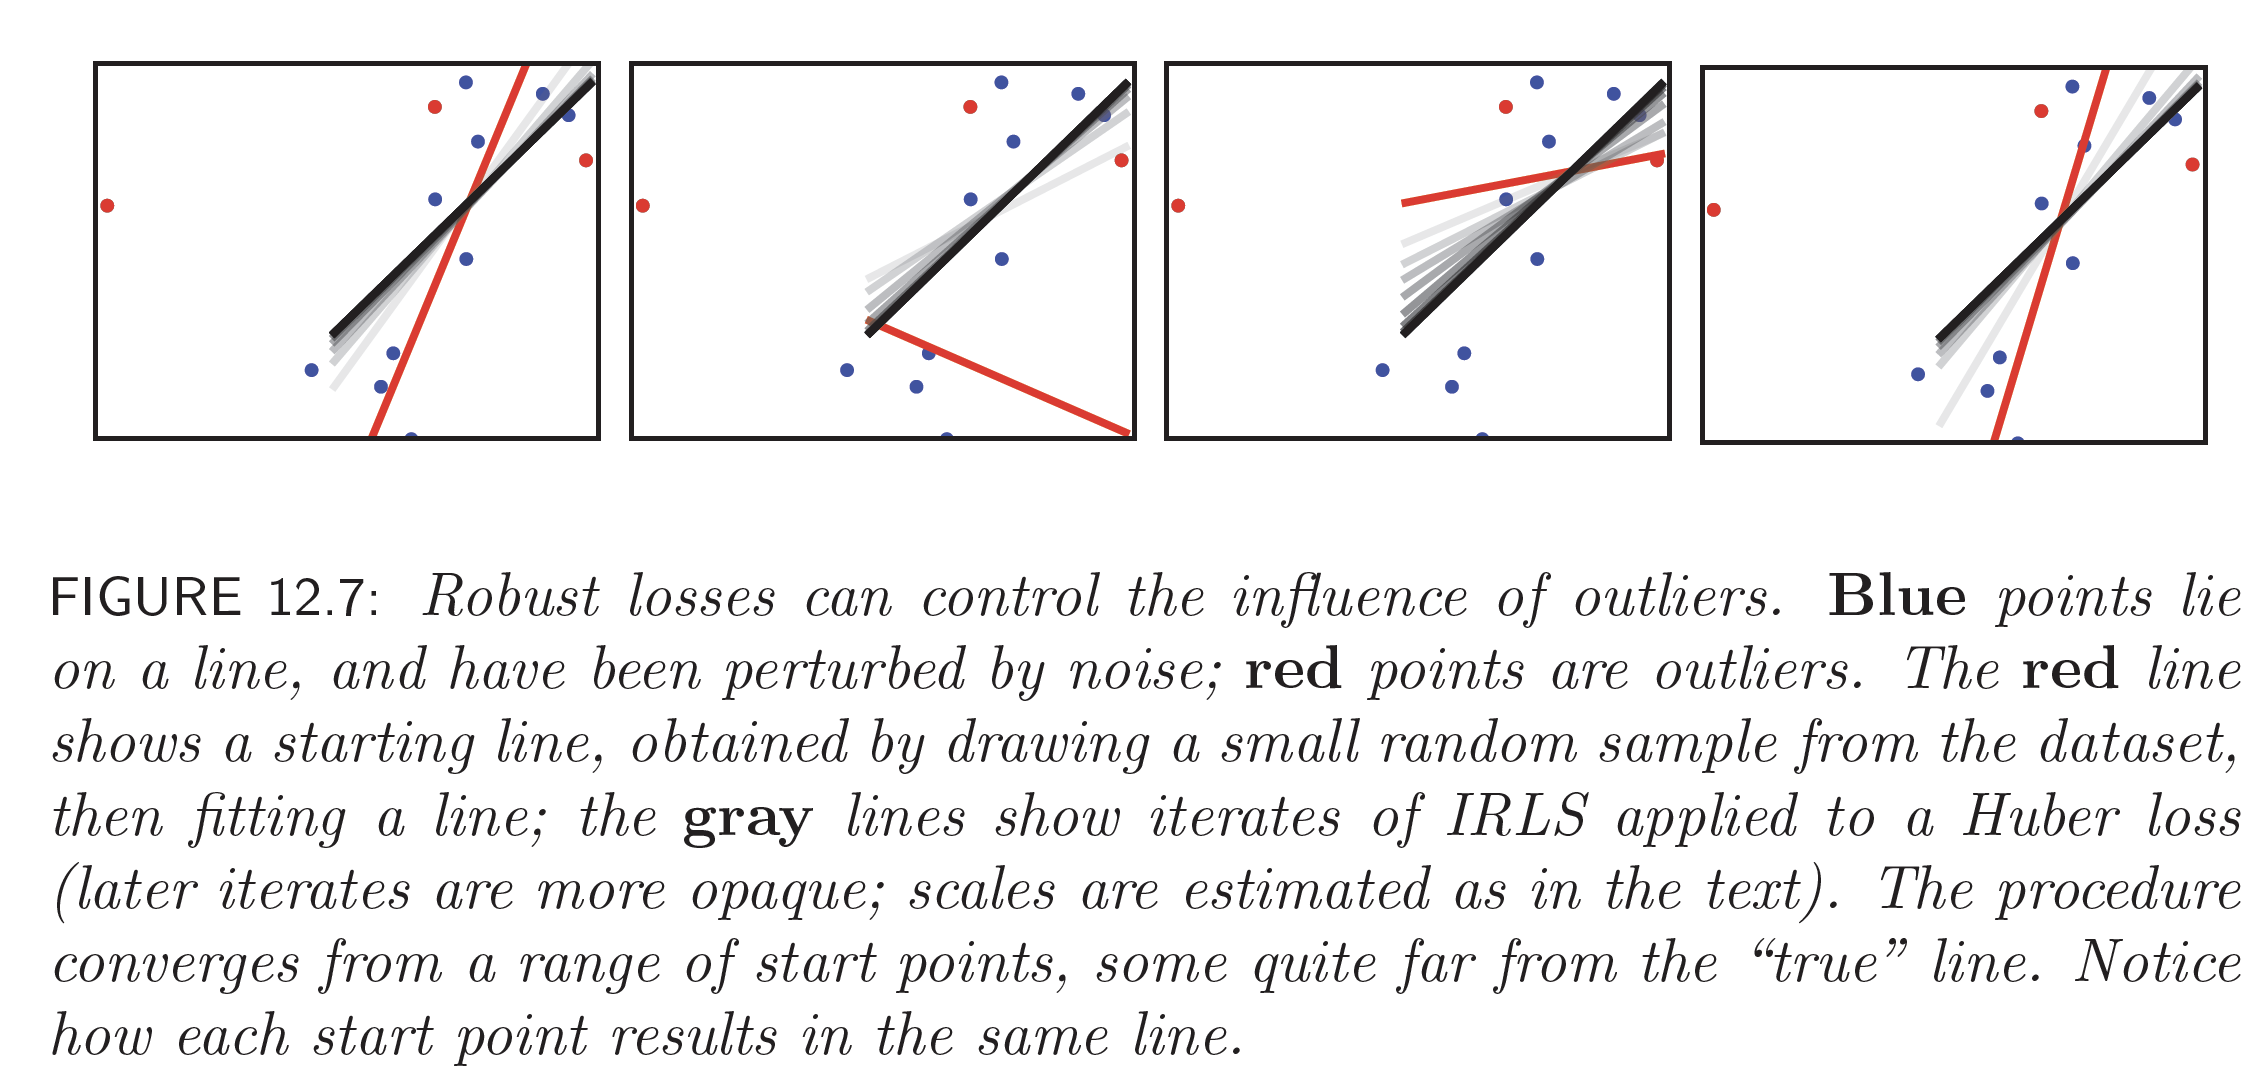 FIGURE 12.7: Robust losses can control the influence of outliers. Blue points lie
on a line, and have been perturbed by noise; red points are outliers. The red line
shows a starting line, obtained by drawing a small random sample from the dataset,
then fitting a line; the gray lines show iterates of IRLS applied to a Huber loss
(later iterates are more opaque; scales are estimated as in the text). The procedure
converges from a range of start points, some quite far from the “true” line. Notice
how each start point results in the same line.